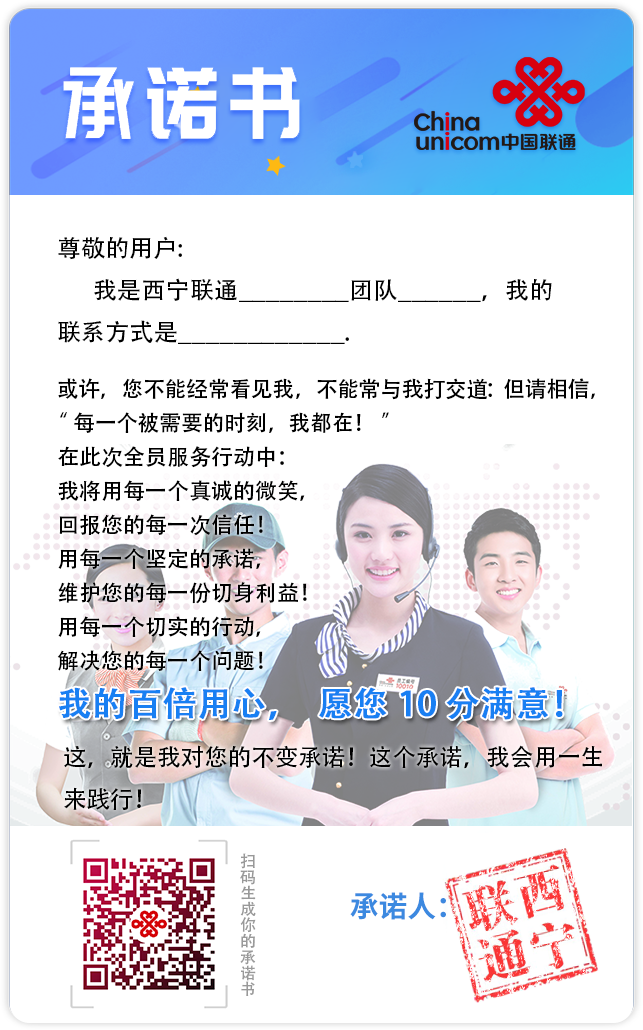 承诺书
China
unicom中国联通
尊敬的用户:
我是西宁联通________团队______，我的
联系方式是____________.
或许，您不能经常看见我，不能常与我打交道: 但请相信，
“ 每一个被需要的时刻，我都在！”
在此次全员服务行动中：
我将用每一个真诚的微笑，
回报您的每一次信任！
用每一个坚定的承诺，
维护您的每一份切身利益！
用每一个切实的行动，
解决您的每一个问题！
10010
我的百倍用心， 愿您 10 分满意！
这，就是我对您的不变承诺！这个承诺，我会用一生
来践行！
扫码生成你的承诺书
承诺人：
西宁联通